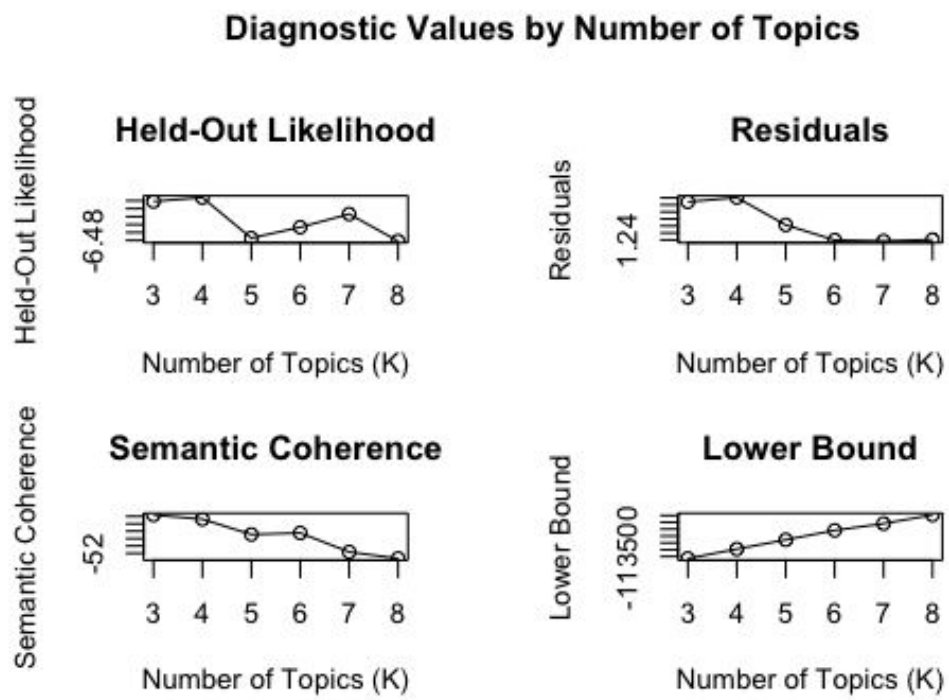 Diagnostic Values by Number of Topics
Held-Out Likelihood
Held-Out Likelihood
-6.48
3 4 5 6 7 8
Number of Topics (K)
Residuals
Residuals
1.24
3 4 5 6 7 8
Number of Topics (K)
Semantic Coherence
Semantic Coherence
-52
3 4 5 6 7 8
Number of Topics (K)
Lower Bound
Lower Bound
-113500
3 4 5 6 7 8
Number of Topics (K)